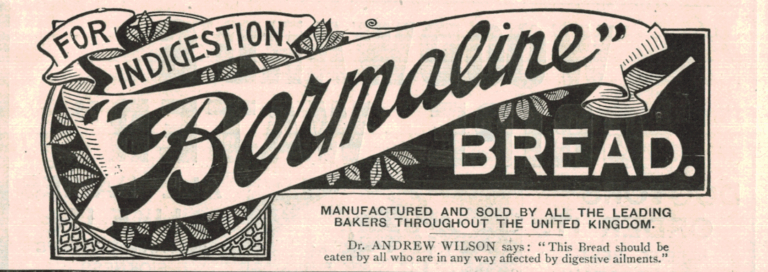 FOR
INDIGESTION
"Bermaline"
BREAD.
MANUFACTURED AND SOLD BY ALL THE LEADING
BAKERS THROUGHOUT THE UNITED KINGDOM.
Dr. ANDREW WILSON says: "This Bread should be
eaten by all who are in any way affected by digestive ailments."